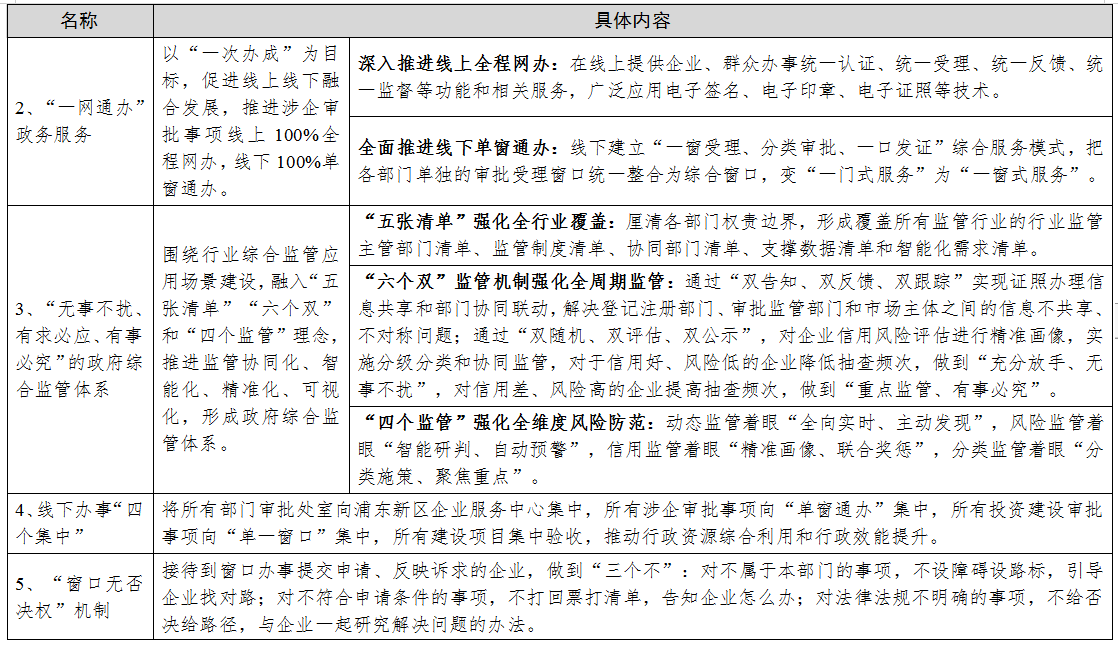 名称
具体内容
2、“一网通办”
政务服务
以“一次办成”为目
标，促进线上线下融
合发展，推进涉企审
批事项线上 100%全
程网办，线下 100%单
窗通办。
深入推进线上全程网办：在线上提供企业、群众办事统一认证、统一受理、统一反馈、统
一监督等功能和相关服务，广泛应用电子签名、电子印章、电子证照等技术。
全面推进线下单窗通办：线下建立“一窗受理、分类审批、一口发证”综合服务模式，把
各部门单独的审批受理窗口统一整合为综合窗口，变“一门式服务”为“一窗式服务”。
3、“无事不扰、
有求必应、有事
必究”的政府综
合监管体系
围绕行业综合监管应
用场景建设，融入“五
张清单”“六个双”
和“四个监管”理念，
推进监管协同化、智
能化、精准化、可视
化，形成政府综合监
管体系。
“五张清单”强化全行业覆盖：厘清各部门权责边界，形成覆盖所有监管行业的行业监管
主管部门清单、监管制度清单、协同部门清单、支撑数据清单和智能化需求清单。
“六个双”监管机制强化全周期监管：通过“双告知、双反馈、双跟踪”实现证照办理信
息共享和部门协同联动，解决登记注册部门、审批监管部门和市场主体之间的信息不共享、
不对称问题；通过“双随机、双评估、双公示”，对企业信用风险评估进行精准画像，实
施分级分类和协同监管，对于信用好、风险低的企业降低抽查频次，做到“充分放手、无
事不扰”，对信用差、风险高的企业提高抽查频次，做到“重点监管、有事必究”。
“四个监管”强化全维度风险防范：动态监管着眼“全向实时、主动发现”，风险监管着
眼“智能研判、自动预警”，信用监管着眼“精准画像、联合奖惩”，分类监管着眼“分
类施策、聚焦重点”。
4、线下办事“四
个集中”
将所有部门审批处室向浦东新区企业服务中心集中，所有涉企审批事项向“单窗通办”集中，所有投资建设审批
事项向“单一窗口”集中，所有建设项目集中验收，推动行政资源综合利用和行政效能提升。
5、“窗口无否
决权”机制
接待到窗口办事提交申请、反映诉求的企业，做到“三个不”：对不属于本部门的事项，不设障碍设路标，引导
企业找对路；对不符合申请条件的事项，不打回票打清单，告知企业怎么办；对法律法规不明确的事项，不给否
决给路径，与企业一起研究解决问题的办法。